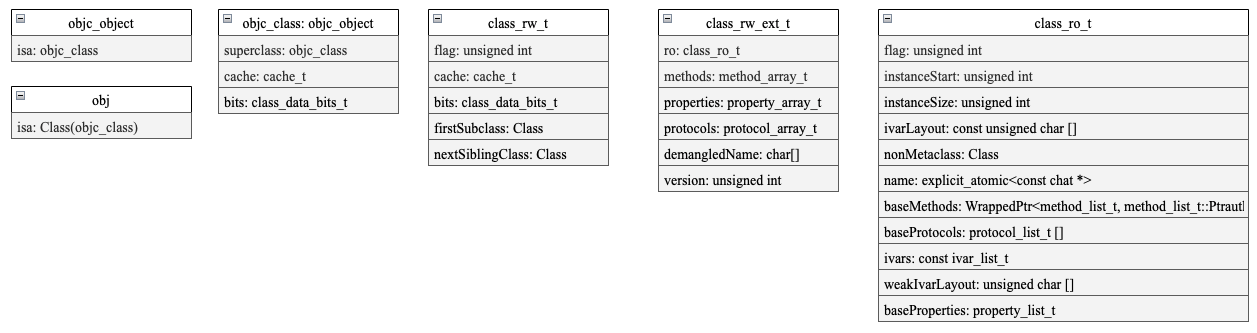 objc_object
isa: objc_class
obj
isa: Class(objc_class)
objc_class: objc_object
superclass: objc_class
cache: cache_t
bits: class_data_bits_t
class_rw_t
flag: unsigned int
cache: cache_t
bits: class_data_bits_t
firstSubclass: Class
nextSiblingClass: Class
class_rw_ext_t
ro: class_ro_t
methods: method_array_t
properties: property_array_t
protocols: protocol_array_t
demangledName: char[]
version: unsigned int
class_ro_t
flag: unsigned int
instanceStart: unsigned int
instanceSize: unsigned int
ivarLayout: const unsigned char []
nonMetaclass: Class
name: explicit_atomic<const chat *>
baseMethods: WrappedPtr<method_list_t, method_list_t::Ptrautl
baseProtocols: protocol_list_t []
ivars: const ivar_list_t
weakIvarLayout: unsigned char []
baseProperties: property_list_t